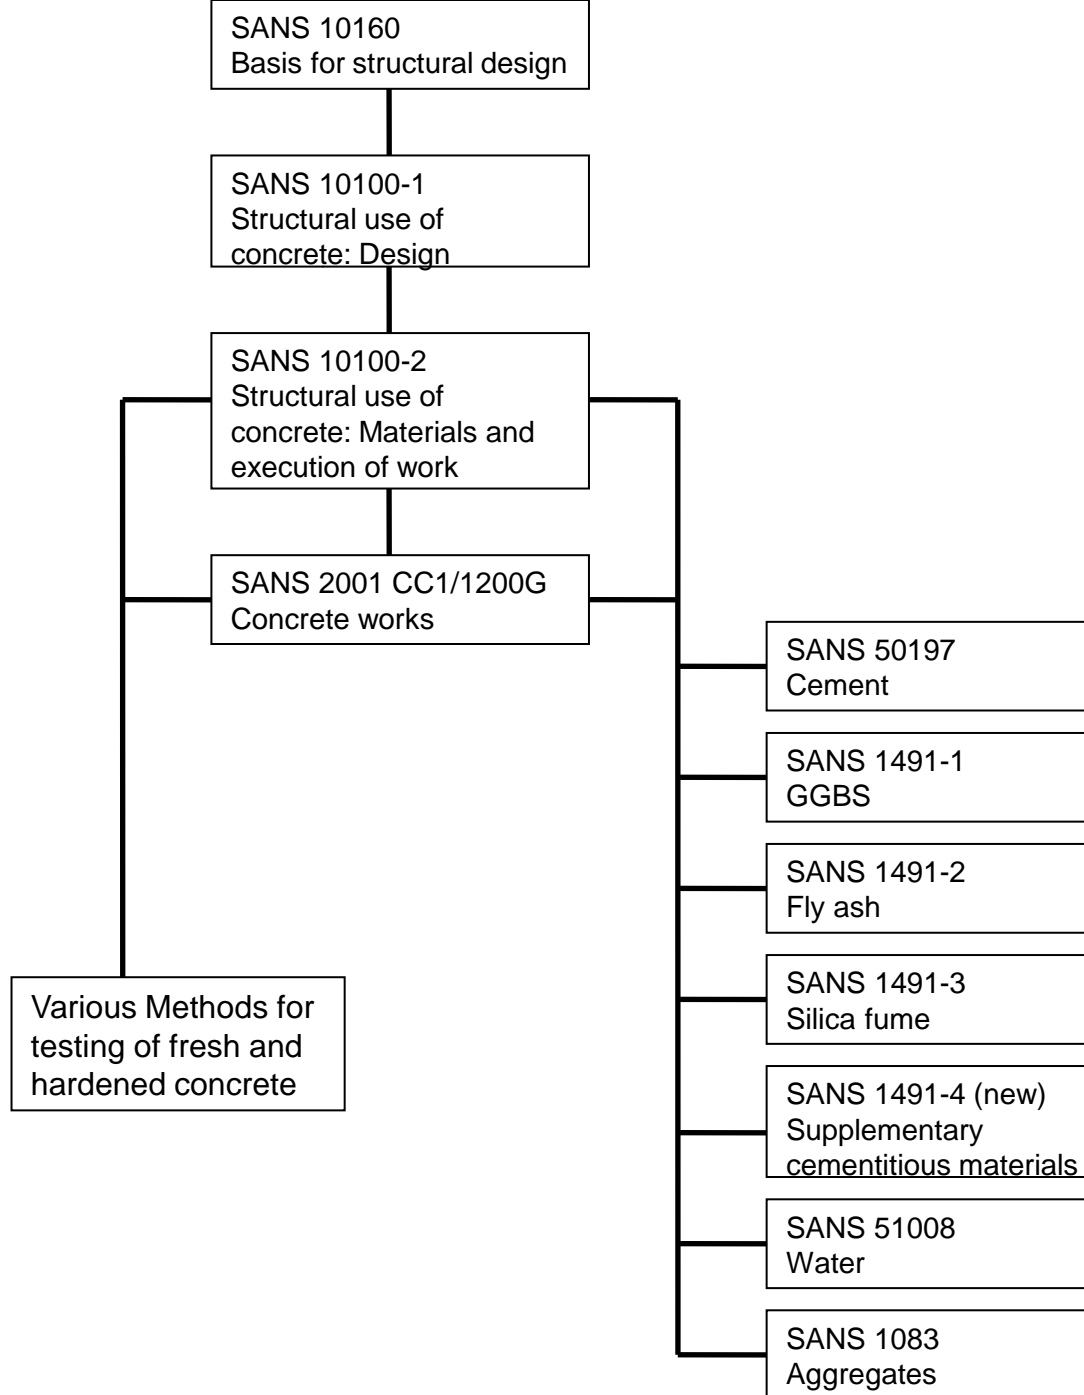 SANS 10160
Basis for structural design
SANS 10100-1
Structural use of
concrete: Design
SANS 10100-2
Structural use of
concrete: Materials and
execution of work
SANS 2001 CC1/1200G
Concrete works
SANS 50197
Cement
SANS 1491-1
GGBS
SANS 1491-2
Fly ash
SANS 1491-3
Silica fume
Various Methods for
testing of fresh and
hardened concrete
SANS 1491-4 (new)
Supplementary
cementitious materials
SANS 51008
Water
SANS 1083
Aggregates